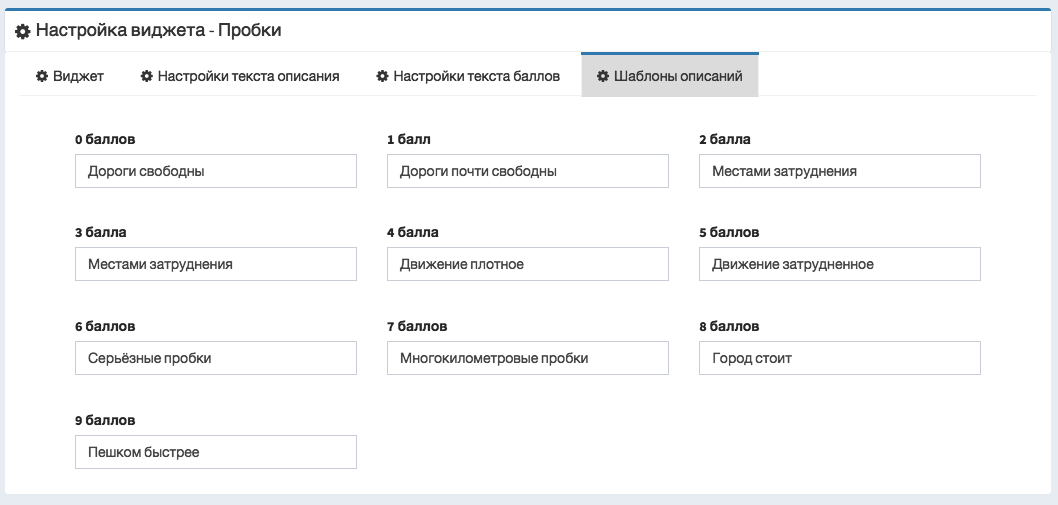 Настройка виджета - Пробки
Виджет
Настройки текста описания
Настройки текста баллов
Шаблоны описаний
0 баллов
1 балл
2 балла
Дороги свободны
Дороги почти свободны
Местами затруднения
3 балла
4 балла
5 баллов
Местами затруднения
Движение плотное
Движение затрудненное
6 баллов
7 баллов
8 баллов
Серьёзные пробки
Многокилометровые пробки
Город стоит
9 баллов
Пешком быстрее